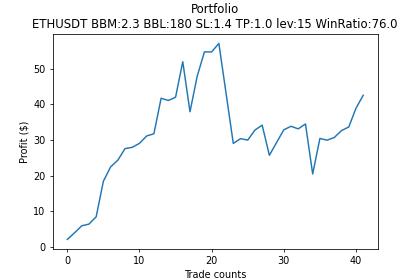 Portfolio
ETHUSDT BBM:2.3 BBL:180 SL:1.4 TP:1.0 lev:15 WinRatio:76.0
Profit ($)
50
40
30
20
10
0
0 10 20 30 40
Trade counts